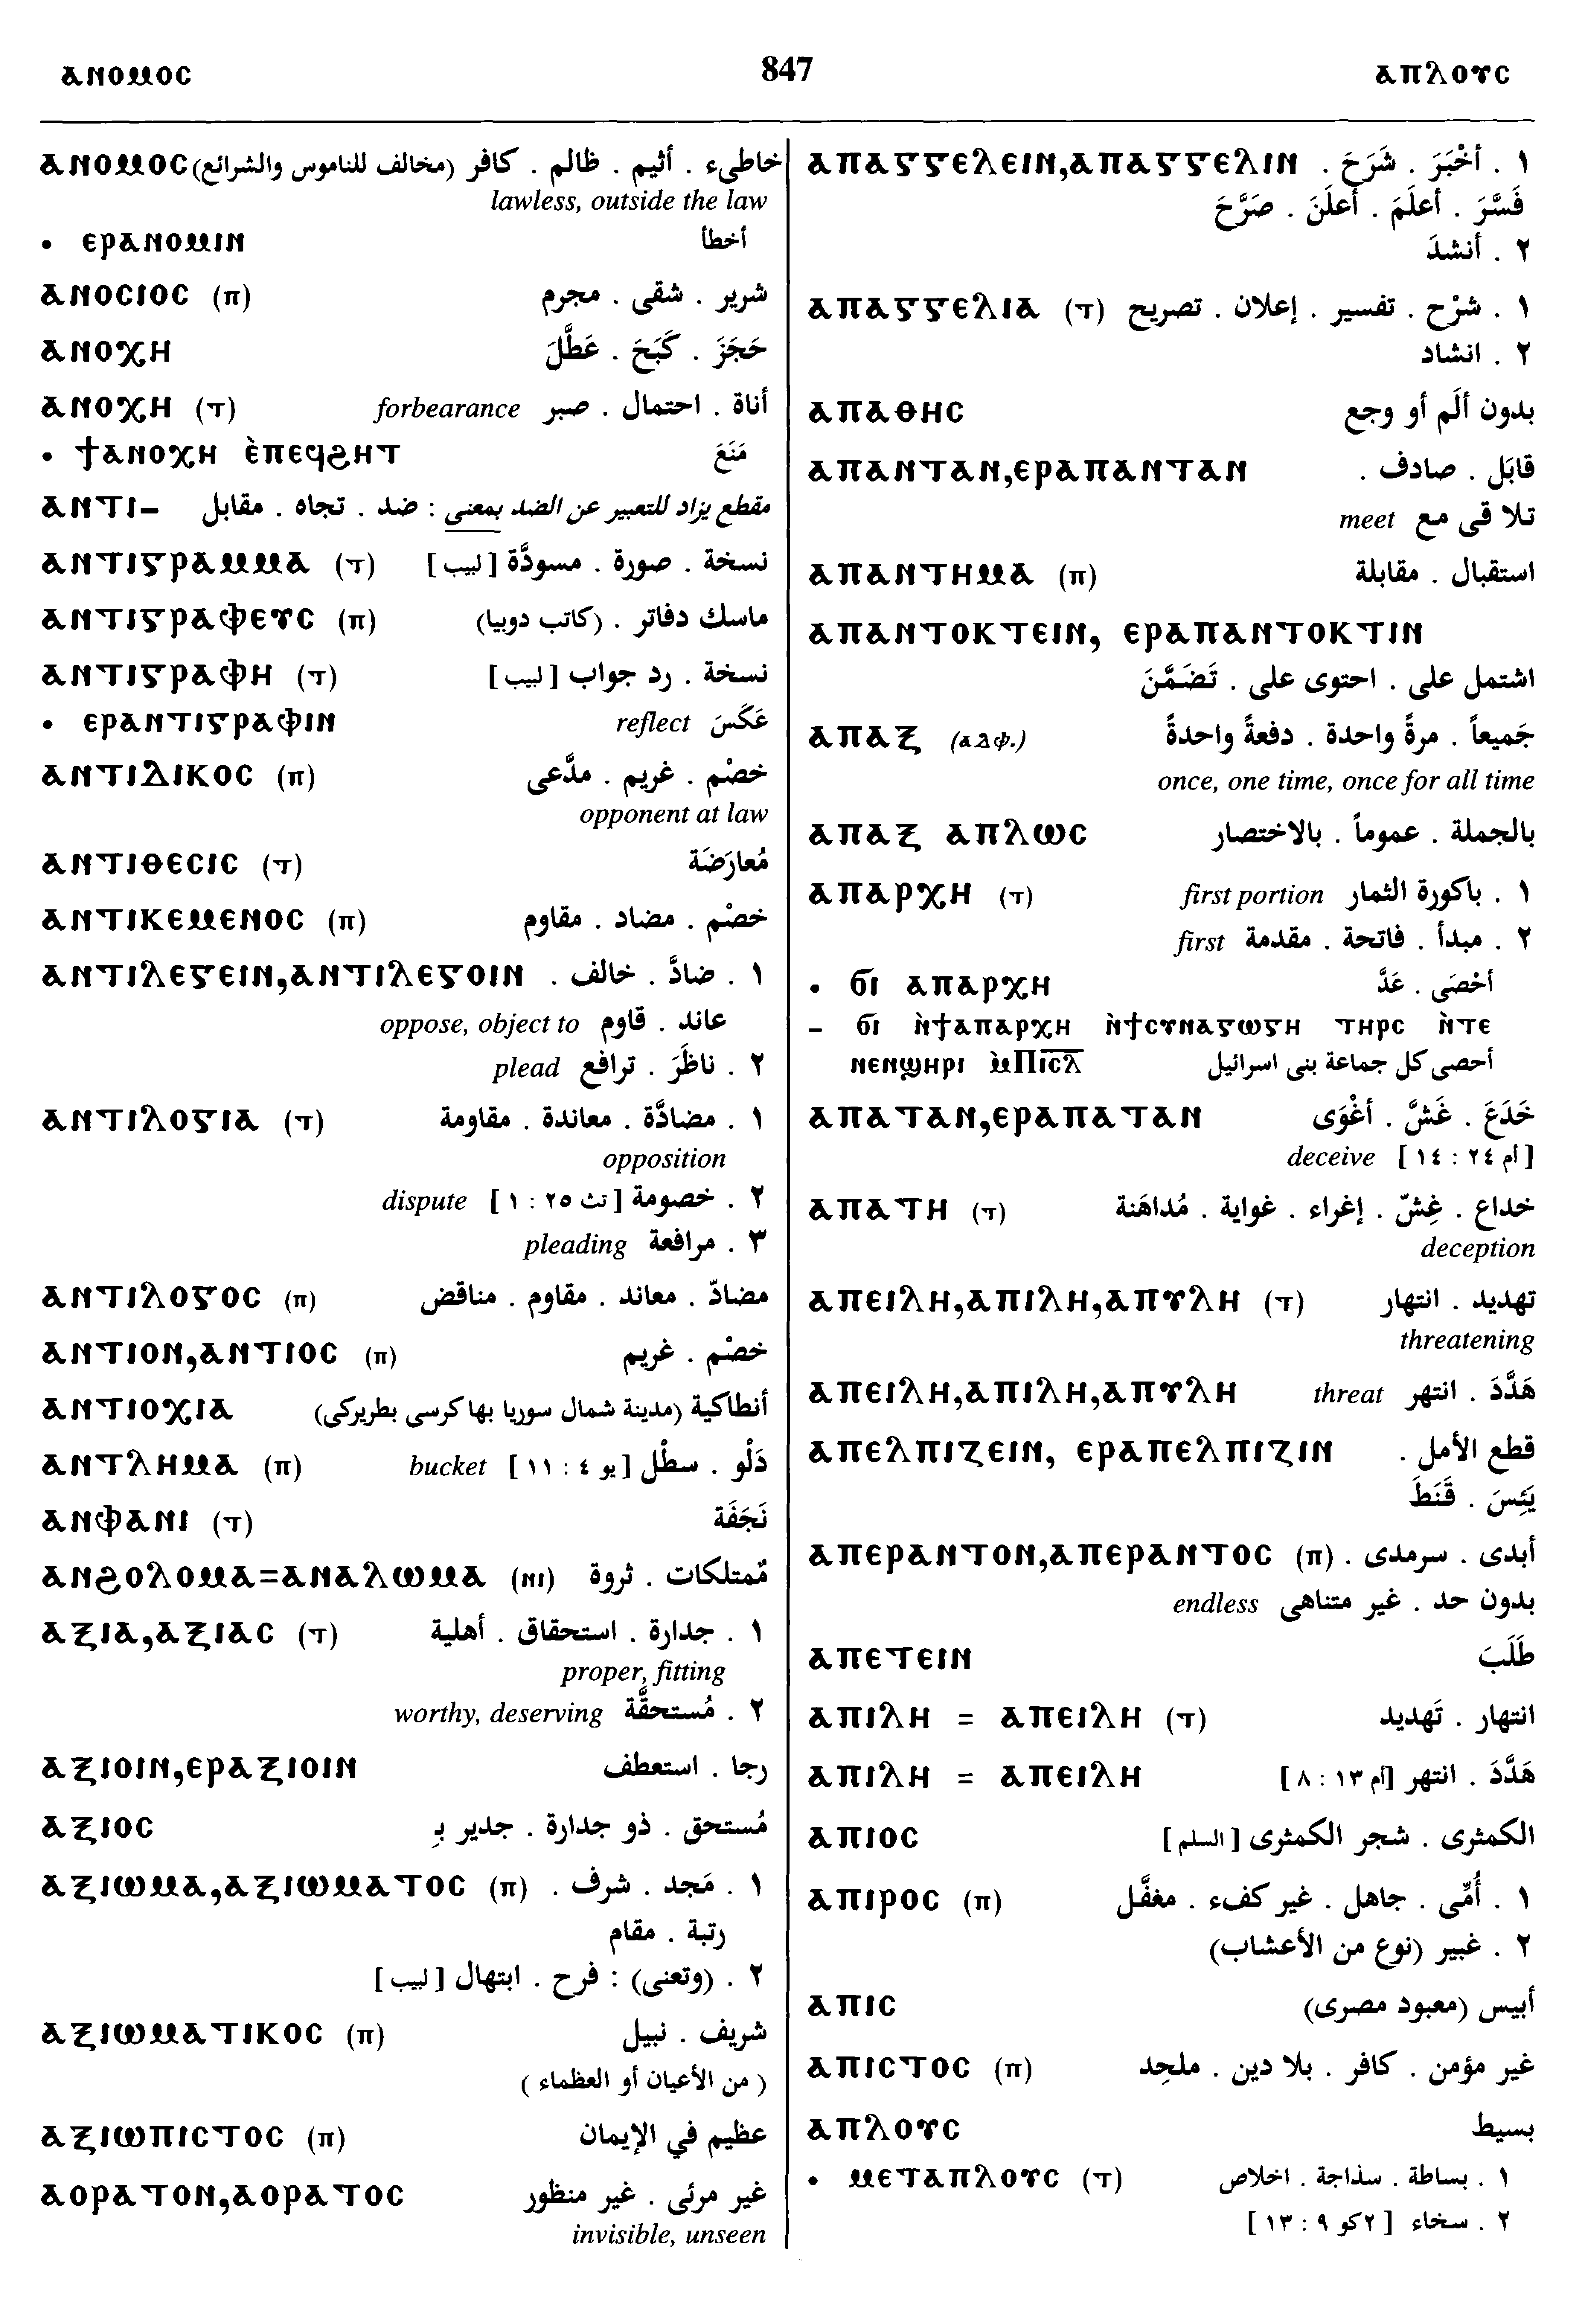 ⲁⲛⲟⲙⲟⲥ 847 ⲁⲡⲗⲟⲩⲥ
ⲁⲛⲟⲙⲟⲥ خاطىء . أثيم . ظالم . كافر (مخالف للناموس والشرائع)
lawless, outside the law
• ⲉⲣⲁⲛⲟⲙⲓⲛ أخطأ
ⲁⲛⲟⲥⲓⲟⲥ (ⲡ) شرير . شقى . مجرم
ⲁⲛⲟⲭⲏ حَجَزَ . كَبَحَ . عَطَّلَ
ⲁⲛⲟⲭⲏ (ⲧ) أناة . احتمال . صبر forbearance
• ϯⲁⲛⲟⲭⲏ ⲉ̀ⲡⲉϥϩⲏⲧ مَنَعَ
ⲁⲛⲧⲓ– مقطع يزاد للتعبير عن الضد بمعنى : ضد . تجاه . مقابل
ⲁⲛⲧⲓⲅⲣⲁⲙⲙⲁ (ⲧ) نسخة . صورة . مسودَّة [لبيب]
ⲁⲛⲧⲓⲅⲣⲁⲫⲉⲩⲥ (ⲡ) ماسك دفاتر . (كاتب دوبيا)
ⲁⲛⲧⲓⲅⲣⲁⲫⲏ (ⲧ) نسخة . رد جواب [لبيب]
• ⲉⲣⲁⲛⲧⲓⲅⲣⲁⲫⲓⲛ عَكَسَ reflect
ⲁⲛⲧⲓⲇⲓⲕⲟⲥ (ⲡ) خصْم . غريم . مدَّعى
opponent at law
ⲁⲛⲧⲓⲑⲉⲥⲓⲥ (ⲧ) مُعارَضَة
ⲁⲛⲧⲓⲕⲉⲙⲉⲛⲟⲥ (ⲡ) خصْم . مضاد . مقاوم
ⲁⲛⲧⲓⲗⲉⲅⲉⲓⲛ,ⲁⲛⲧⲓⲗⲉⲅⲟⲓⲛ ١ . ضادَّ . خالف .
عاند . قاوم oppose, object to
٢ . ناظَرَ . ترافع plead
ⲁⲛⲧⲓⲗⲟⲅⲓⲁ (ⲧ) ١ . مضادَّة . معاندة . مقاومة
opposition
٢ . خصومة [تث ٢٥ : ١] dispute
٣ . مرافعة pleading
ⲁⲛⲧⲓⲗⲟⲅⲟⲥ (ⲡ) مضادّ . معاند . مقاوم . مناقض
ⲁⲛⲧⲓⲟⲛ,ⲁⲛⲧⲓⲟⲥ (ⲡ) خصْم . غريم
ⲁⲛⲧⲓⲟⲭⲓⲁ أنطاكية (مدينة شمال سوريا بها كرسى بطريركى)
ⲁⲛⲧⲗⲏⲙⲁ (ⲡ) دَلْو . سطْل [يو ٤ : ١١] bucket
ⲁⲛⲫⲁⲛⲓ (ⲧ) نَجَفَة
ⲁⲛϩⲟⲗⲟⲙⲁ=ⲁⲛⲁⲗⲱⲙⲁ (ⲛⲓ) مُمتلكات . ثروة
ⲁⲝⲓⲁ,ⲁⲝⲓⲁⲥ (ⲧ) ١ . جدارة . استحقاق . أهلية
proper, fitting
٢ . مُستحقَّة worthy, deserving
ⲁⲝⲓⲟⲓⲛ,ⲉⲣⲁⲝⲓⲟⲓⲛ رجا . استعطف
ⲁⲝⲓⲟⲥ مُستحق . ذو جدارة . جدير بـِ
ⲁⲝⲓⲱⲙⲁ,ⲁⲝⲓⲱⲙⲁⲧⲟⲥ (ⲡ) ١ . مَجد . شرف .
رتبة . مقام
٢ . (وتعنى) : فرح . ابتهال [لبيب]
ⲁⲝⲓⲱⲙⲁⲧⲓⲕⲟⲥ (ⲡ) شريف . نبيل
( من الأعيان أو العظماء )
ⲁⲝⲓⲱⲡⲓⲥⲧⲟⲥ (ⲡ) عظيم في الإيمان
ⲁⲟⲣⲁⲧⲟⲛ,ⲁⲟⲣⲁⲧⲟⲥ غير مرئى . غير منظور
invisible, unseen
ⲁⲡⲁⲅⲅⲉⲗⲉⲓⲛ,ⲁⲡⲁⲅⲅⲉⲗⲓⲛ ١ . أخْبَرَ . شَرَحَ .
فَسَّرَ . أعلَمَ . أعلَنَ . صَرَّحَ
٢ . أنشدَ
ⲁⲡⲁⲅⲅⲉⲗⲓⲁ (ⲧ) ١ . شرْح . تفسير . إعلان . تصريح
٢ . انشاد
ⲁⲡⲁⲑⲏⲥ بدون ألَم أو وجع
ⲁⲡⲁⲛⲧⲁⲛ,ⲉⲣⲁⲡⲁⲛⲧⲁⲛ قابَل . صادف .
تلا قى مع meet
ⲁⲡⲁⲛⲧⲏⲙⲁ (ⲡ) استقبال . مقابلة
ⲁⲡⲁⲛⲧⲟⲕⲧⲉⲓⲛ, ⲉⲣⲁⲡⲁⲛⲧⲟⲕⲧⲓⲛ
اشتمل على . احتوى على . تَضَمَّنَ
ⲁⲡⲁⲝ (ⲁⲇⲫ.) جَميعاً . مرةً واحدة . دفعةً واحدةً
once, one time, once for all time
ⲁⲡⲁⲝ ⲁⲡⲗⲱⲥ بالجملة . عموماً . بالاختصار
ⲁⲡⲁⲣⲭⲏ (ⲧ) ١ . باكورة الثمار first portion
٢ . مبدأ . فاتحة . مقدمة first
• ϭⲓ ⲁⲡⲁⲣⲭⲏ أحْصَى . عَدَّ
– ϭⲓ ⲛ̀ϯⲁⲡⲁⲣⲭⲏ ⲛ̀ϯⲥⲩⲛⲁⲅⲱⲅⲏ ⲧⲏⲣⲥ ⲛ̀ⲧⲉ
ⲛⲉⲛϣⲏⲣⲓ ⲙ̀Ⲡⲓ̅ⲥ̅ⲗ̅ أحصى كل جماعة بنى اسرائيل
ⲁⲡⲁⲧⲁⲛ,ⲉⲣⲁⲡⲁⲧⲁⲛ خَدَعَ . غَشَّ . أغْوَى
[أم ٢٤ : ١٤] deceive
ⲁⲡⲁⲧⲏ (ⲧ) خداع . غِشّ . إغراء . غواية . مُداهَنة
deception
ⲁⲡⲉⲓⲗⲏ,ⲁⲡⲓⲗⲏ,ⲁⲡⲩⲗⲏ (ⲧ) تهديد . انتهار
threatening
ⲁⲡⲉⲓⲗⲏ,ⲁⲡⲓⲗⲏ,ⲁⲡⲩⲗⲏ هَدَّدَ . انتهر threat
ⲁⲡⲉⲗⲡⲓⲍⲉⲓⲛ, ⲉⲣⲁⲡⲉⲗⲡⲓⲍⲓⲛ قطع الأمل .
يَئِسَ . قَنَطَ
ⲁⲡⲉⲣⲁⲛⲧⲟⲛ,ⲁⲡⲉⲣⲁⲛⲧⲟⲥ (ⲡ) أبدى . سرمدى .
بدون حد . غير متناهى endless
ⲁⲡⲉⲧⲉⲓⲛ طَلَبَ
ⲁⲡⲓⲗⲏ = ⲁⲡⲉⲓⲗⲏ (ⲧ) انتهار . تَهديد
ⲁⲡⲓⲗⲏ = ⲁⲡⲉⲓⲗⲏ هَدَّدَ . انتهر [أم ١٣ : ٨]
ⲁⲡⲓⲟⲥ الكمثرى . شجر الكمثرى [السلم]
ⲁⲡⲓⲣⲟⲥ (ⲡ) ١ . أُمِّى . جاهل . غير كفء . مغفَّل
٢ . غبير (نوع من الأعشاب)
ⲁⲡⲓⲥ أبيس (معبود مصرى)
ⲁⲡⲓⲥⲧⲟⲥ (ⲡ) غير مؤمن . كافر . بلا دين . ملحِد
ⲁⲡⲗⲟⲩⲥ بسيط
• ⲙⲉⲧⲁⲡⲗⲟⲩⲥ (ⲧ) ١ . بساطة . سذاجة . اخلاص
٢ . سخاء [٢كو ٩ : ١٣]